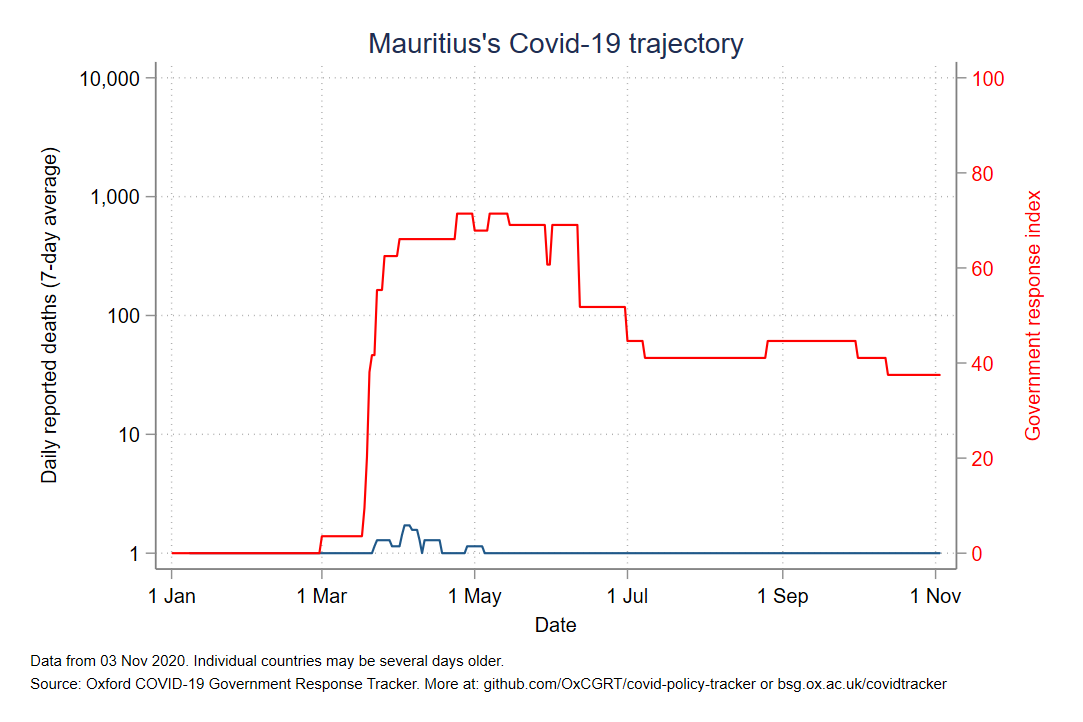 Mauritius's Covid-19 trajectory
10,000
1,000
100
10
1
Daily reported deaths (7-day average)
100
80
60
40
20
0
Government response index
1 Jan
1 Mar
1 May
1 Jul
1 Sep
1 Nov
Date
Data from 03 Nov 2020. Individual countries may be several days older.
Source: Oxford COVID-19 Government Response Tracker. More at: github.com/OxCGRT/covid-policy-tracker or bsg.ox.ac.uk/covidtracker